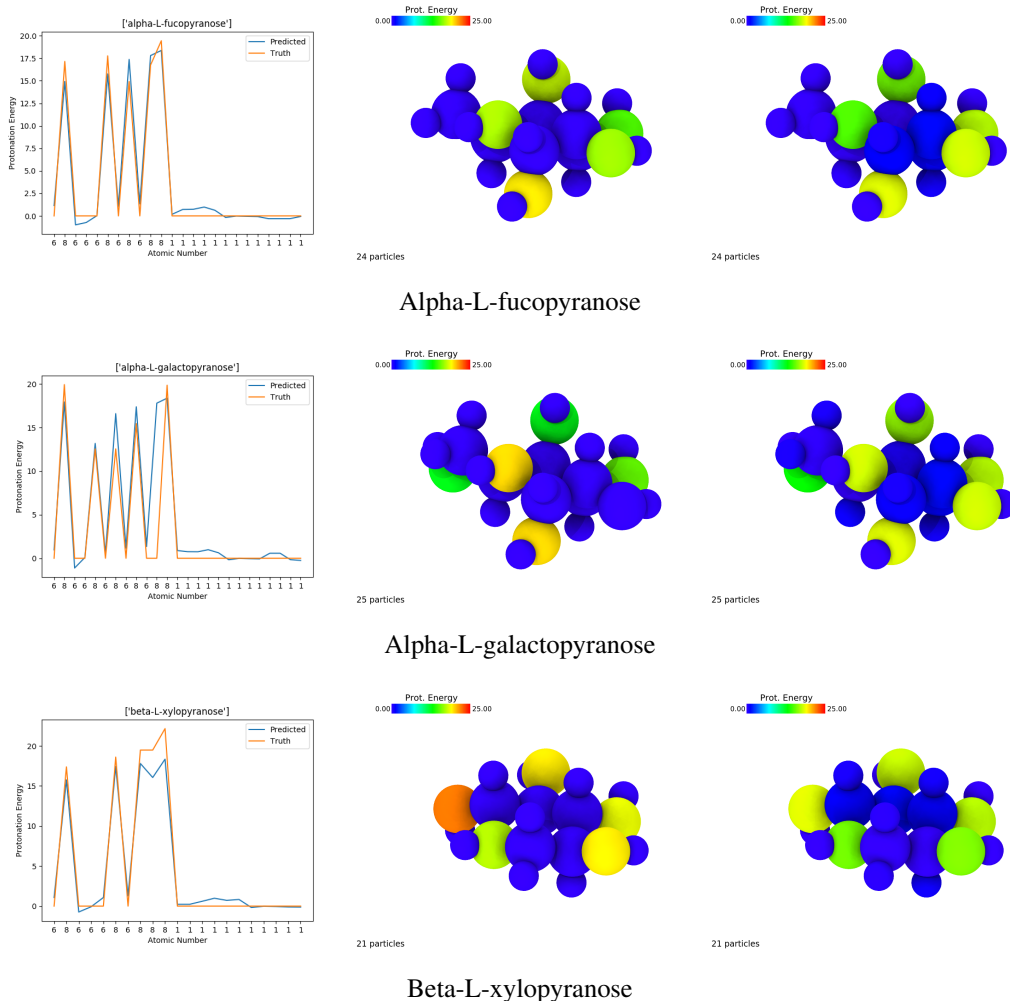 ['alpha-L-fucopyranose']
Predicted
Truth
20.0
17.5
15.0
12.5
10.0
7.5
5.0
2.5
0.0
Protonation Energy
6 8 6 6 6 8 6 8 6 8 8 1 1 1 1 1 1 1 1 1 1 1 1 1
Atomic Number
Prot. Energy
0.00 25.00
24 particles
Prot. Energy
0.00 25.00
24 particles
Alpha-L-fucopyranose
['alpha-L-galactopyranose']
Predicted
Truth
20
15
10
5
0
Protonation Energy
6 8 6 6 8 6 8 6 8 6 8 8 1 1 1 1 1 1 1 1 1 1 1 1 1
Atomic Number
Prot. Energy
0.00 25.00
25 particles
Prot. Energy
0.00 25.00
25 particles
Alpha-L-galactopyranose
['beta-L-xylopyranose']
Predicted
Truth
20
15
10
5
0
Protonation Energy
6 8 6 6 6 8 6 8 8 8 1 1 1 1 1 1 1 1 1 1 1
Atomic Number
Prot. Energy
0.00 25.00
21 particles
Prot. Energy
0.00 25.00
21 particles
Beta-L-xylopyranose